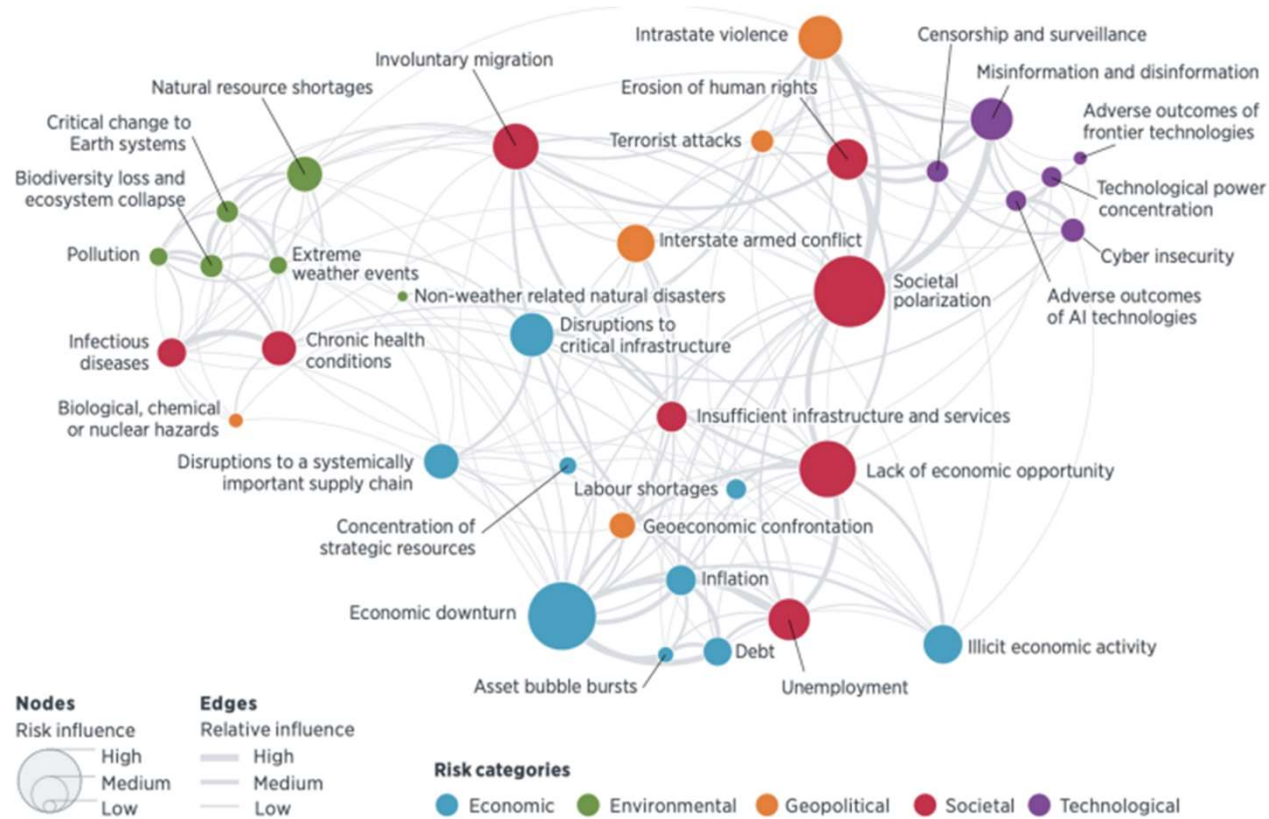 Intrastate violence
Censorship and surveillance
Involuntary migration
Misinformation and disinformation
Natural resource shortages
Erosion of human rights
Adverse outcomes of
frontier technologies
Critical change to
Earth systems
Terrorist attacks
Biodiversity loss and
ecosystem collapse
Technological power
concentration
Pollution
Extreme
weather events
Interstate armed conflict
Cyber insecurity
Non-weather related natural disasters
Societal
polarization
Adverse outcomes
of AI technologies
Infectious
diseases
Chronic health
conditions
Disruptions to
critical infrastructure
Biological, chemical
or nuclear hazards
Insufficient infrastructure and services
Disruptions to a systemically
important supply chain
Lack of economic opportunity
Labour shortages
Concentration of
strategic resources
Geoeconomic confrontation
Inflation
Economic downturn
Debt
Illicit economic activity
Asset bubble bursts
Unemployment
Nodes
Risk influence
High
Medium
Low
Edges
Relative influence
High
Medium
Low
Risk categories
Economic
Environmental
Geopolitical
Societal
Technological